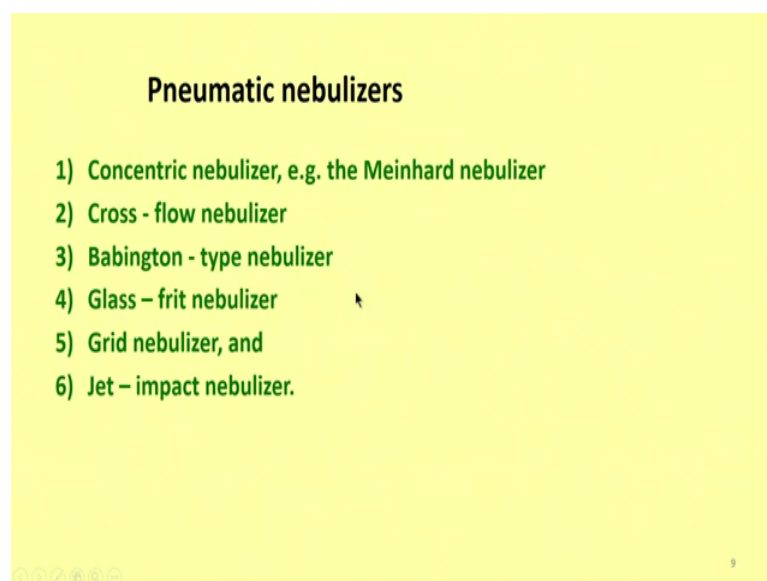 Pneumatic nebulizers
1) Concentric nebulizer, e.g. the Meinhard nebulizer
2) Cross - flow nebulizer
3) Babington - type nebulizer
4) Glass – frit nebulizer
5) Grid nebulizer, and
6) Jet – impact nebulizer.
9